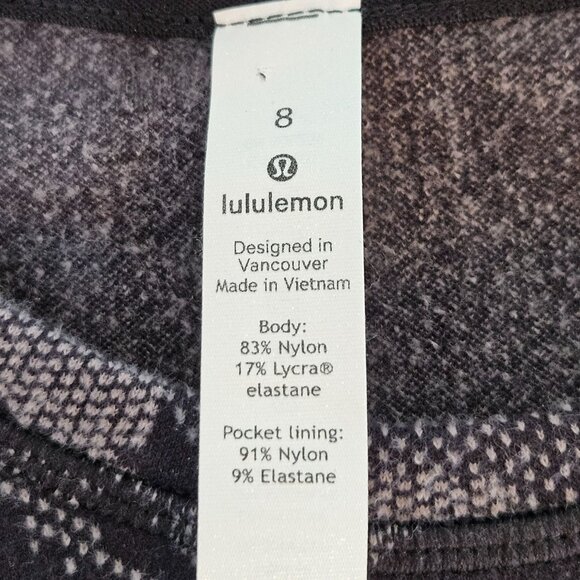 8
lululemon
Designed in
Vancouver
Made in Vietnam
Body:
83% Nylon
17% Lycra®
elastane
Pocket lining:
91% Nylon
9% Elastane